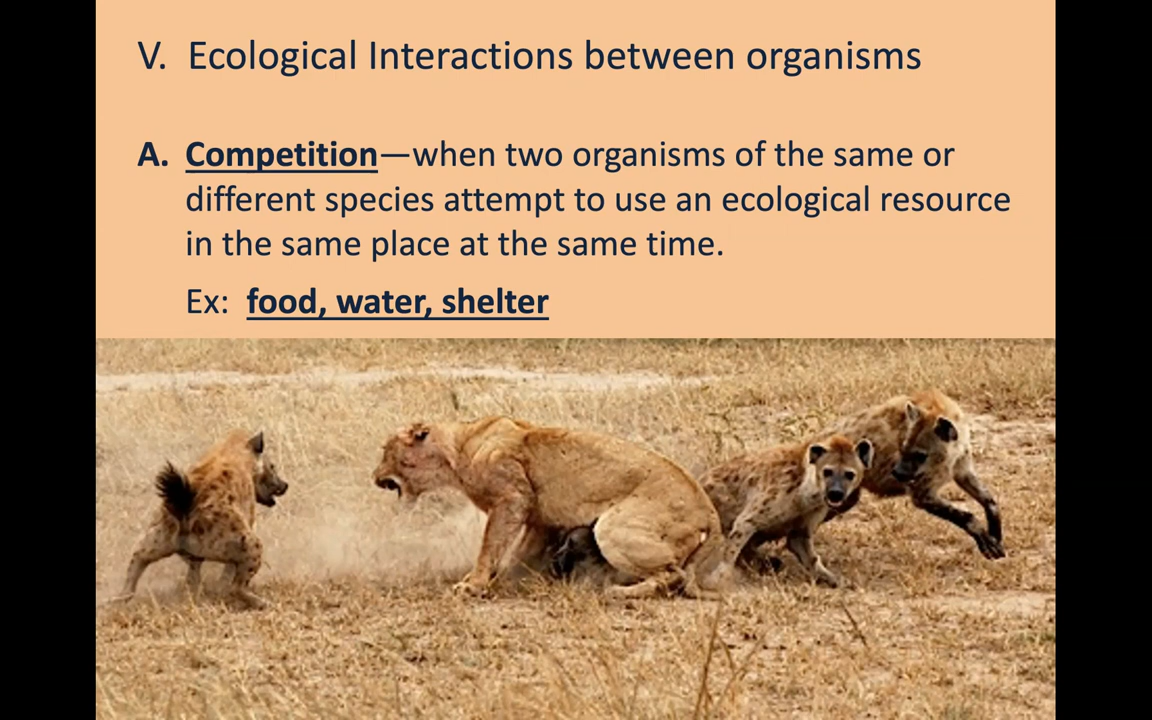 V. Ecological Interactions between organisms
A. Competition—when two organisms of the same or
different species attempt to use an ecological resource
in the same place at the same time.
Ex: food, water, shelter